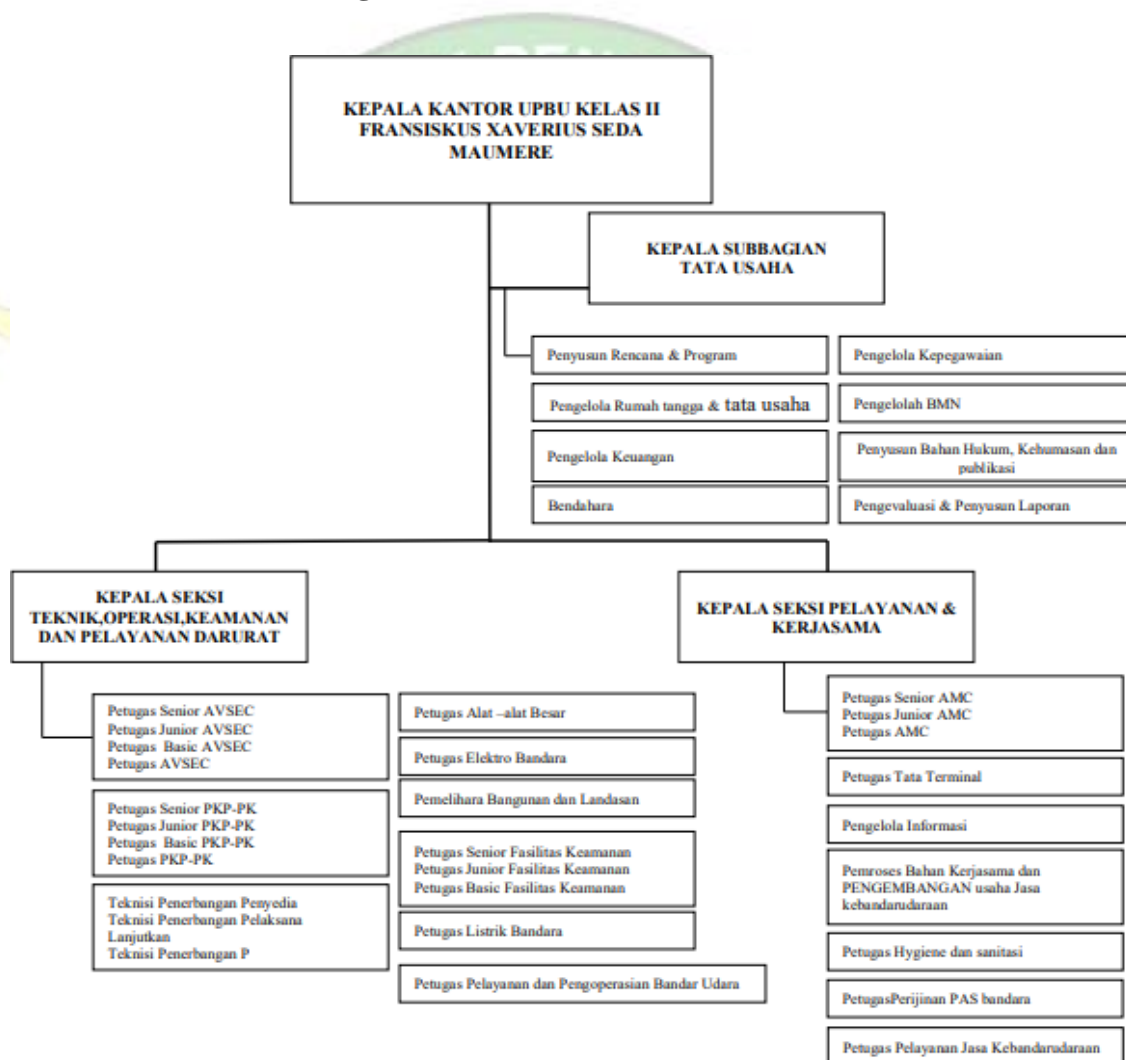 KEPALA KANTOR UPBU KELAS II
FRANSISKUS XAVERIUS SEDA
MAUMERE
KEPALA SUBBAGIAN
TATA USAHA
Penyusun Rencana & Program
Pengelola Kepegawaian
Pengelola Rumah tangga & tata usaha
Pengelolah BMN
Pengelola Keuangan
Penyusun Bahan Hukum, Kehumasan dan
publikasi
Bendahara
Pengevaluasi & Penyusun Laporan
KEPALA SEKSI
TEKNIK,OPERASI,KEAMANAN
DAN PELAYANAN DARURAT
Petugas Senior AVSEC
Petugas Junior AVSEC
Petugas Basic AVSEC
Petugas AVSEC
Petugas Senior PKP-PK
Petugas Junior PKP-PK
Petugas Basic PKP-PK
Petugas PKP-PK
Teknisi Penerbangan Penyedia
Teknisi Penerbangan Pelaksana
Lanjutkan
Teknisi Penerbangan P
Petugas Alat –alat Besar
Petugas Elektro Bandara
Pemelihara Bangunan dan Landasan
Petugas Senior Fasilitas Keamanan
Petugas Junior Fasilitas Keamanan
Petugas Basic Fasilitas Keamanan
Petugas Listrik Bandara
Petugas Pelayanan dan Pengoperasian Bandar Udara
KEPALA SEKSI PELAYANAN &
KERJASAMA
Petugas Senior AMC
Petugas Junior AMC
Petugas AMC
Petugas Tata Terminal
Pengelola Informasi
Pemroses Bahan Kerjasama dan
PENGEMBANGAN usaha Jasa
kebandarudaraan
Petugas Hygiene dan sanitasi
PetugasPerijinan PAS bandara
Petugas Pelayanan Jasa Kebandarudaraan